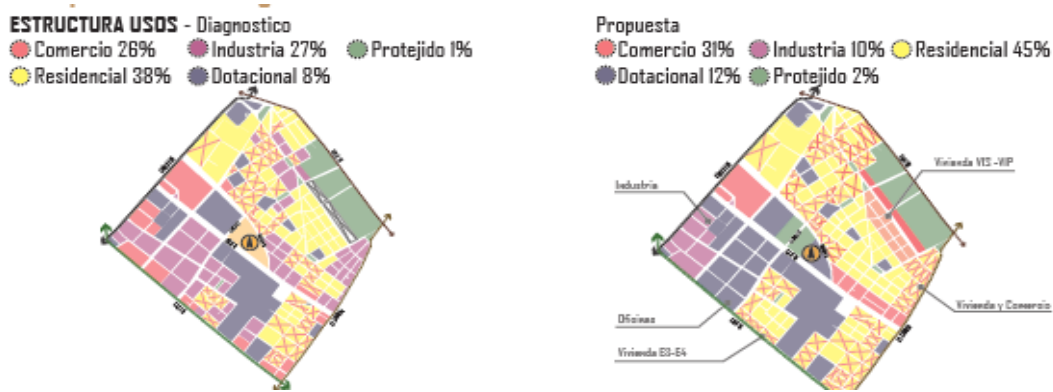 ESTRUCTURA USOS - Diagnostico
Comercio 26% Industria 27% Protejido 1%
Residencial 38% Dotacional 8%
Propuesta
Comercio 31% Industria 10% Residencial 45%
Dotacional 12% Protejido 2%
Vivienda VIS -VIP
Industria
Vivienda y Comercio
Oficinas
Vivienda E3-E4